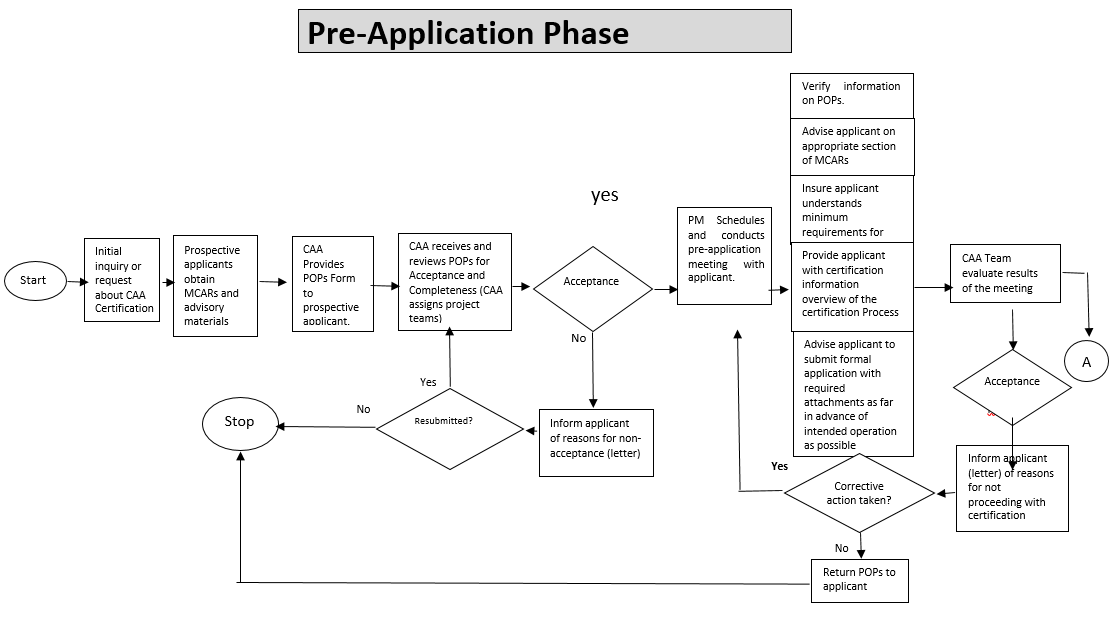 Pre-Application Phase
Start
Initial
inquiry or
request
about CAA
Certification
Prospective
applicants
obtain
MCARs and
advisory
materials
CAA
Provides
POPs Form
to
prospective
applicant.
CAA receives and
reviews POPs for
Acceptance and
Completeness (CAA
assigns project
teams)
yes
Acceptance
No
PM Schedules
and conducts
pre-application
meeting with
applicant.
Verify information
on POPs.
Advise applicant on
appropriate section
of MCARs
Insure applicant
understands
minimum
requirements for
Provide applicant
with certification
information
overview of the
certification Process
Advise applicant to
submit formal
application with
required
attachments as far
in advance of
intended operation
as possible
CAA Team
evaluate results
of the meeting
A
Acceptance
Inform applicant
(letter) of reasons
for not
proceeding with
certification
Yes
Corrective
action taken?
No
Return POPs to
applicant
Inform applicant
of reasons for non-
acceptance (letter)
Yes
Resubmitted?
No
Stop